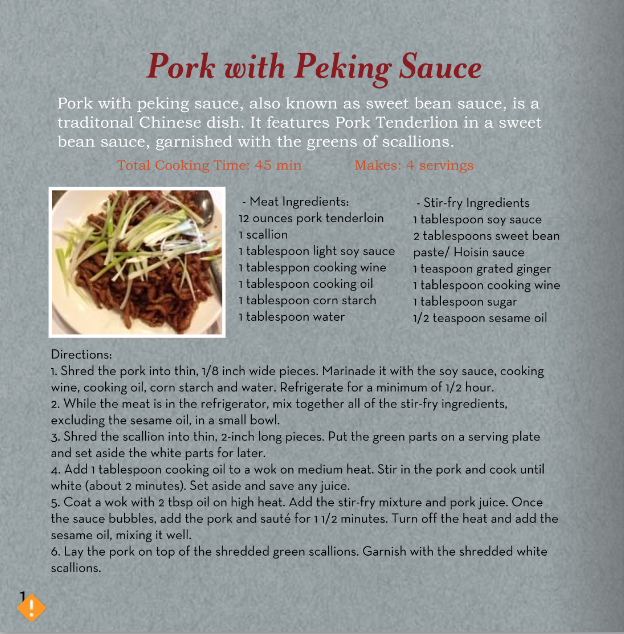 Pork with Peking Sauce
Pork with peking sauce, also known as sweet bean sauce, is a
traditonal Chinese dish. It features Pork Tenderlion in a sweet
bean sauce, garnished with the greens of scallions.
Total Cooking Time: 45 min Makes: 4 servings
- Meat Ingredients:
12 ounces pork tenderloin
1 scallion
1 tablespoon light soy sauce
1 tablesppon cooking wine
1 tablespoon cooking oil
1 tablespoon corn starch
1 tablespoon water
- Stir-fry Ingredients
1 tablespoon soy sauce
2 tablespoons sweet bean
paste/ Hoisin sauce
1 teaspoon grated ginger
1 tablespoon cooking wine
1 tablespoon sugar
1/2 teaspoon sesame oil
Directions:
1. Shred the pork into thin, 1/8 inch wide pieces. Marinade it with the soy sauce, cooking
wine, cooking oil, corn starch and water. Refrigerate for a minimum of 1/2 hour.
2. While the meat is in the refrigerator, mix together all of the stir-fry ingredients,
excluding the sesame oil, in a small bowl.
3. Shred the scallion into thin, 2-inch long pieces. Put the green parts on a serving plate
and set aside the white parts for later.
4. Add 1 tablespoon cooking oil to a wok on medium heat. Stir in the pork and cook until
white (about 2 minutes). Set aside and save any juice.
5. Coat a wok with 2 tbsp oil on high heat. Add the stir-fry mixture and pork juice. Once
the sauce bubbles, add the pork and sauté for 1 1/2 minutes. Turn off the heat and add the
sesame oil, mixing it well.
6. Lay the pork on top of the shredded green scallions. Garnish with the shredded white
scallions.
1
!